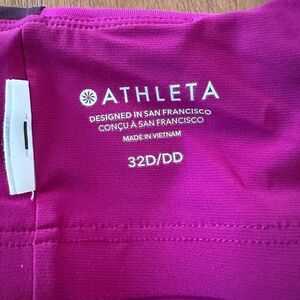 ATHLETA
DESIGNED IN SAN FRANCISCO
CONÇU À SAN FRANCISCO
MADE IN VIETNAM
32D/DD